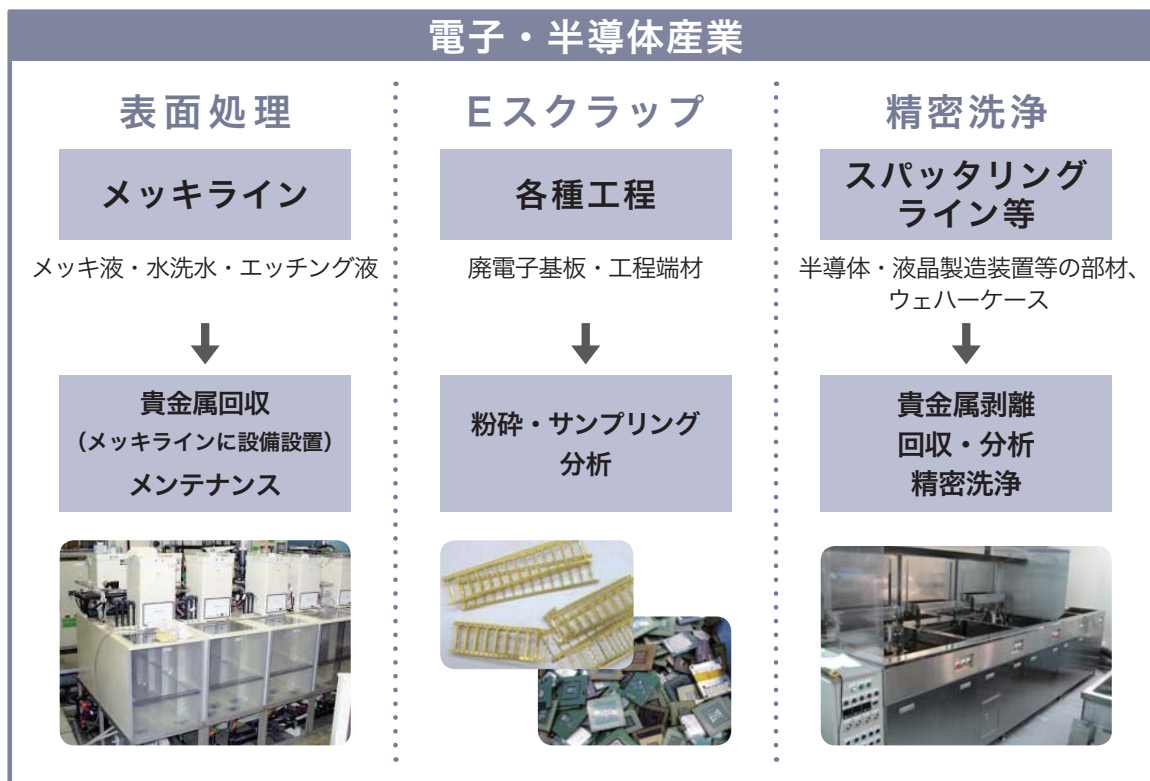 電子・半導体産業
表面処理
メッキライン
メッキ液・水洗水・エッチング液
貴金属回収
（メッキラインに設備設置）
メンテナンス
Eスクラップ
各種工程
廃電子基板・工程端材
粉砕・サンプリング
分析
精密洗浄
スパッタリング
ライン等
半導体・液晶製造装置等の部材、
ウェハーケース
貴金属剥離
回収・分析
精密洗浄